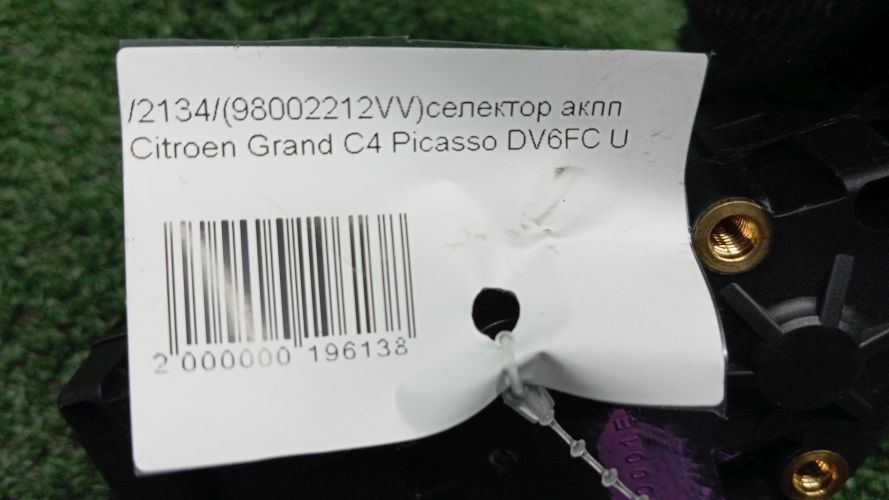 /2134/(98002212VV)селектор акпп
Citroen Grand C4 Picasso DV6FC U
2 000000 196138